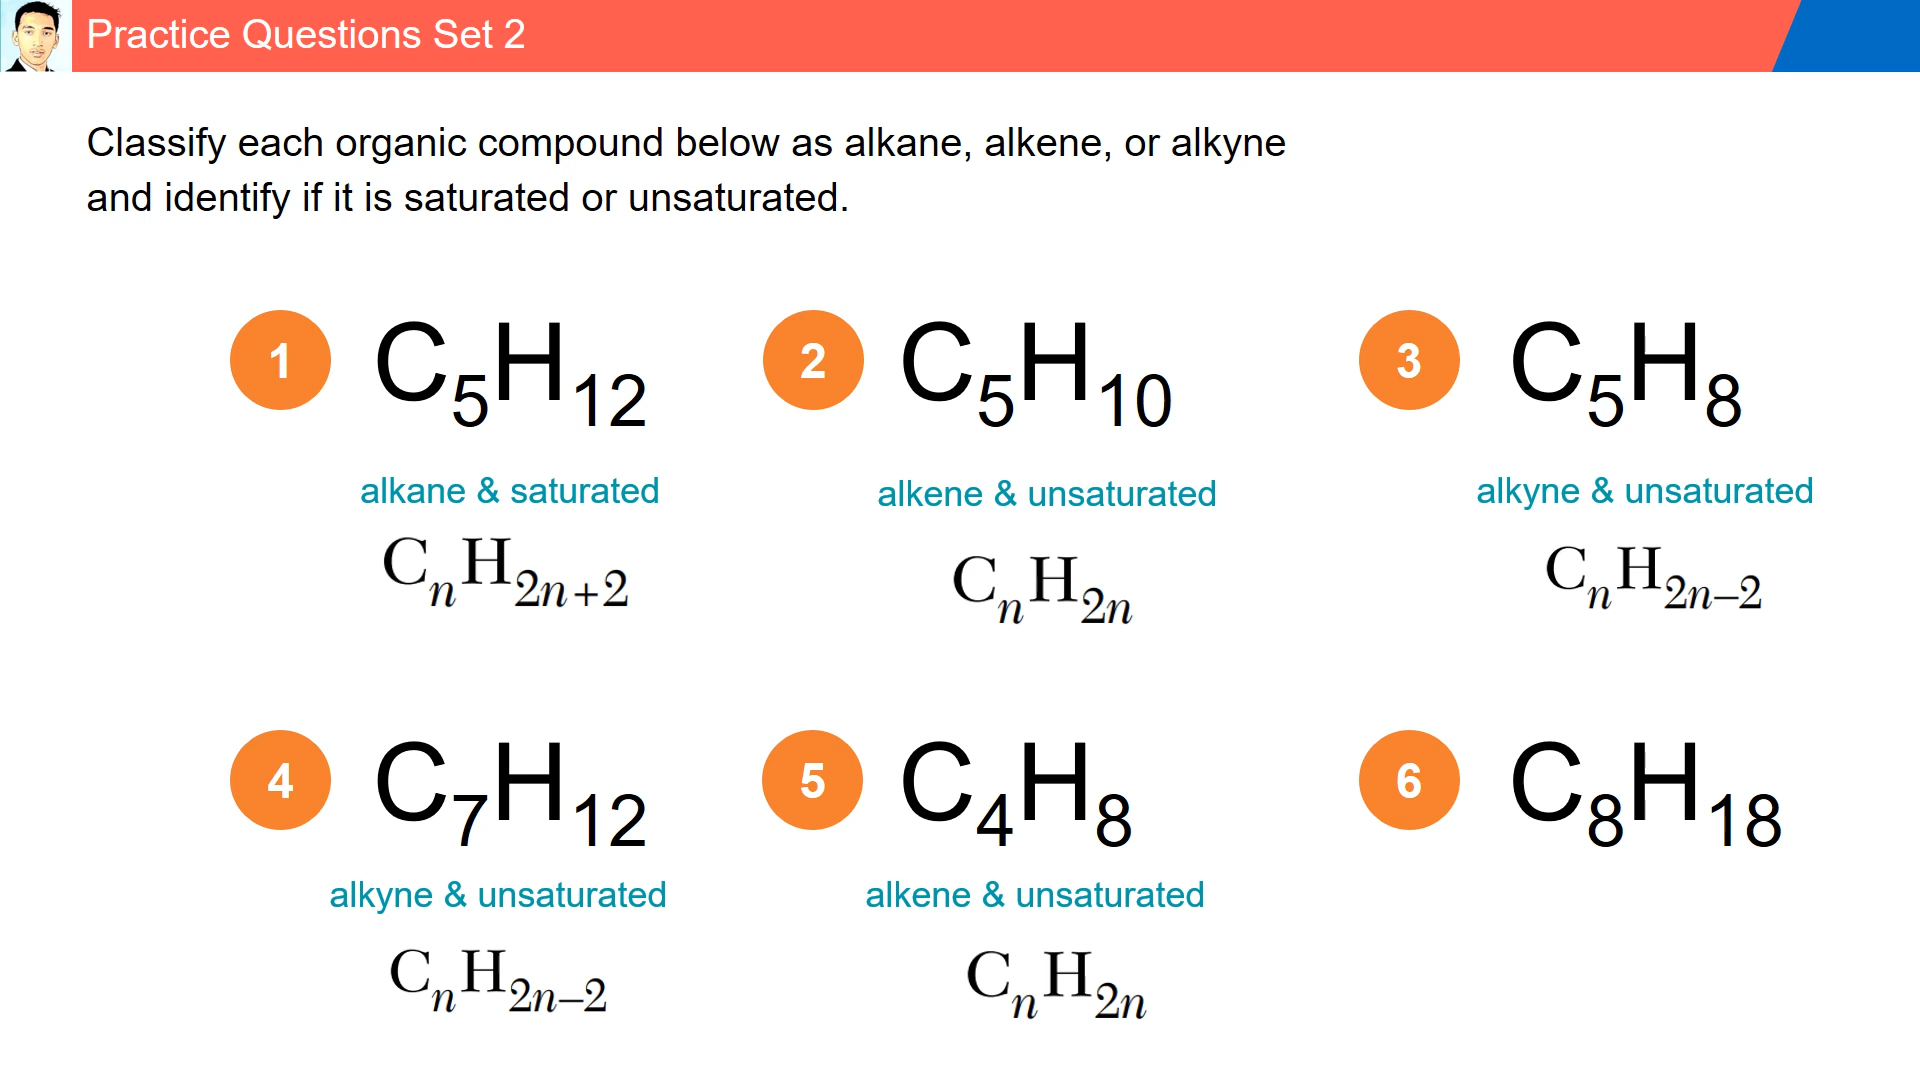 Practice Questions Set 2
Classify each organic compound below as alkane, alkene, or alkyne
and identify if it is saturated or unsaturated.
1 C₅H₁₂ 2 C₅H₁₀ 3 C₅H₈
alkane & saturated alkene & unsaturated alkyne & unsaturated
CₙH₂ₙ₊₂ CₙH₂ₙ CₙH₂ₙ₋₂
4 C₇H₁₂ 5 C₄H₈ 6 C₈H₁₈
alkyne & unsaturated alkene & unsaturated
CₙH₂ₙ₋₂ CₙH₂ₙ